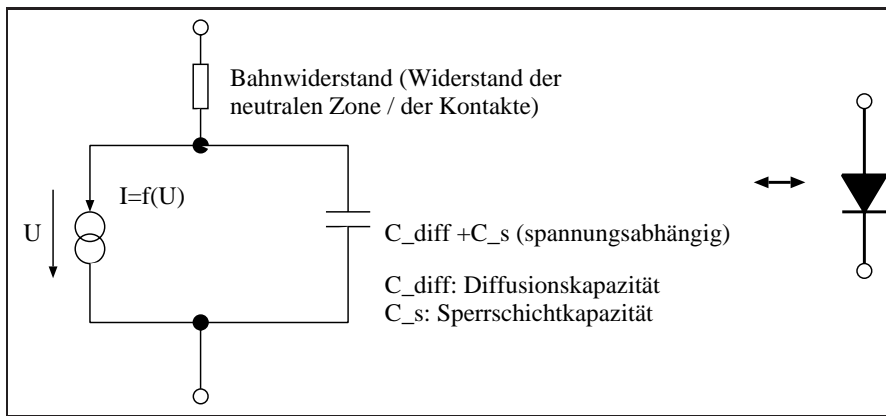 Bahnwiderstand (Widerstand der
neutralen Zone / der Kontakte)
I=f(U)
U
C_diff +C_s (spannungsabhängig)
C_diff: Diffusionskapazität
C_s: Sperrschichtkapazität